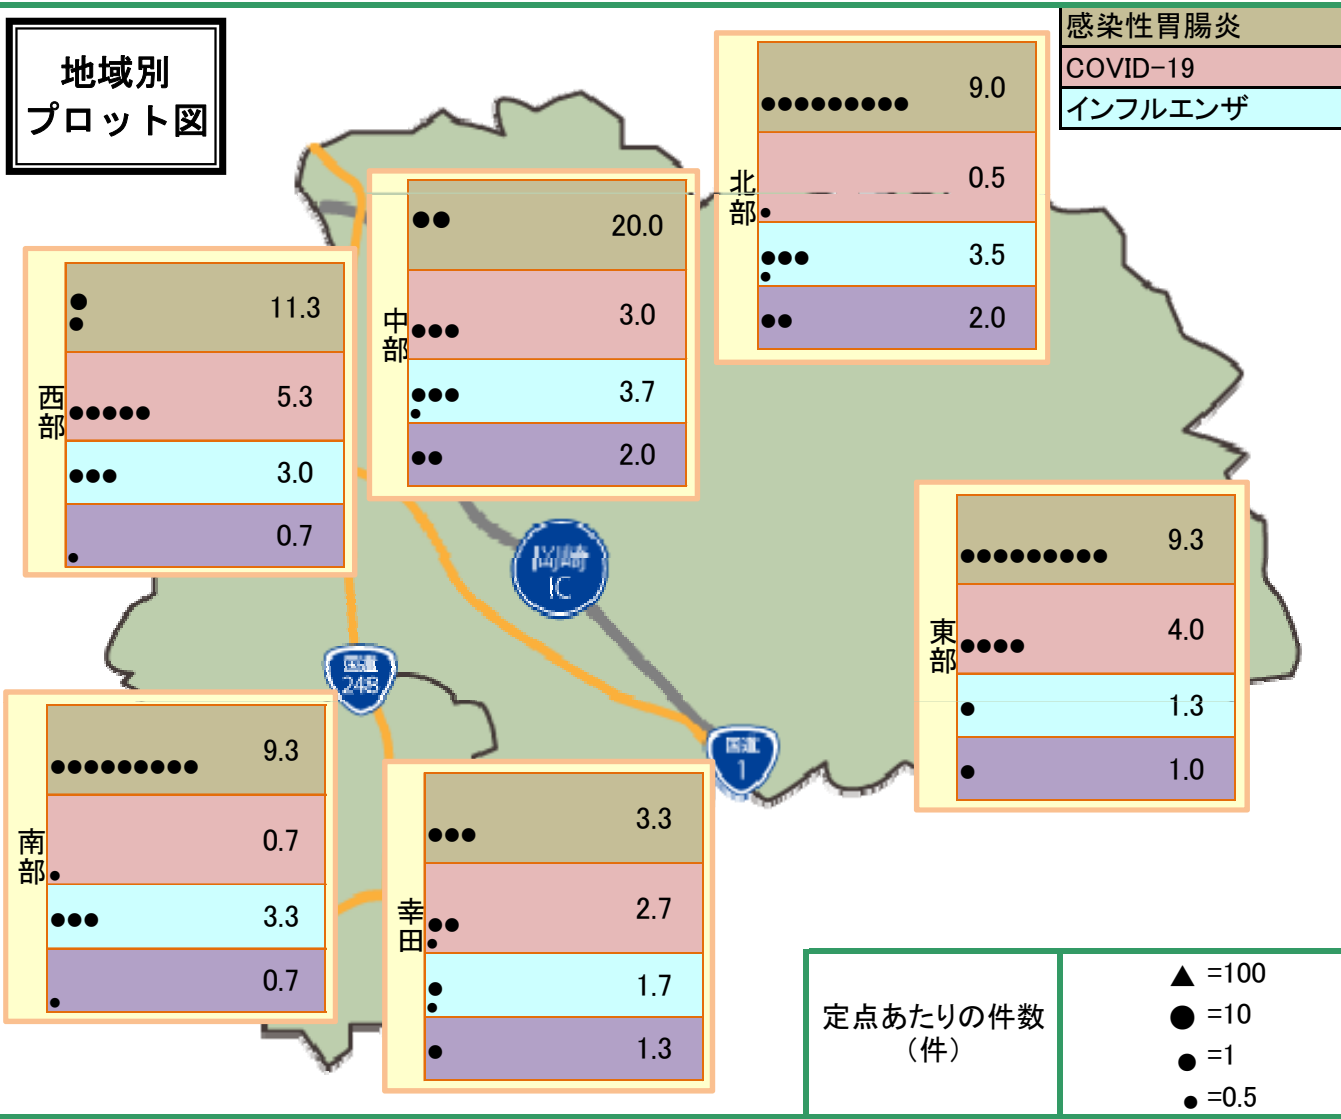 地域別
プロット図
感染性胃腸炎
COVID-19
インフルエンザ
北部
9.0
0.5
3.5
2.0
中部
20.0
3.0
3.7
2.0
西部
11.3
5.3
3.0
0.7
岡崎
IC
東部
9.3
4.0
1.3
1.0
国道
248
国道
1
南部
9.3
0.7
3.3
0.7
幸田
3.3
2.7
1.7
1.3
定点あたりの件数
（件）
▲ =100
● =10
● =1
● =0.5